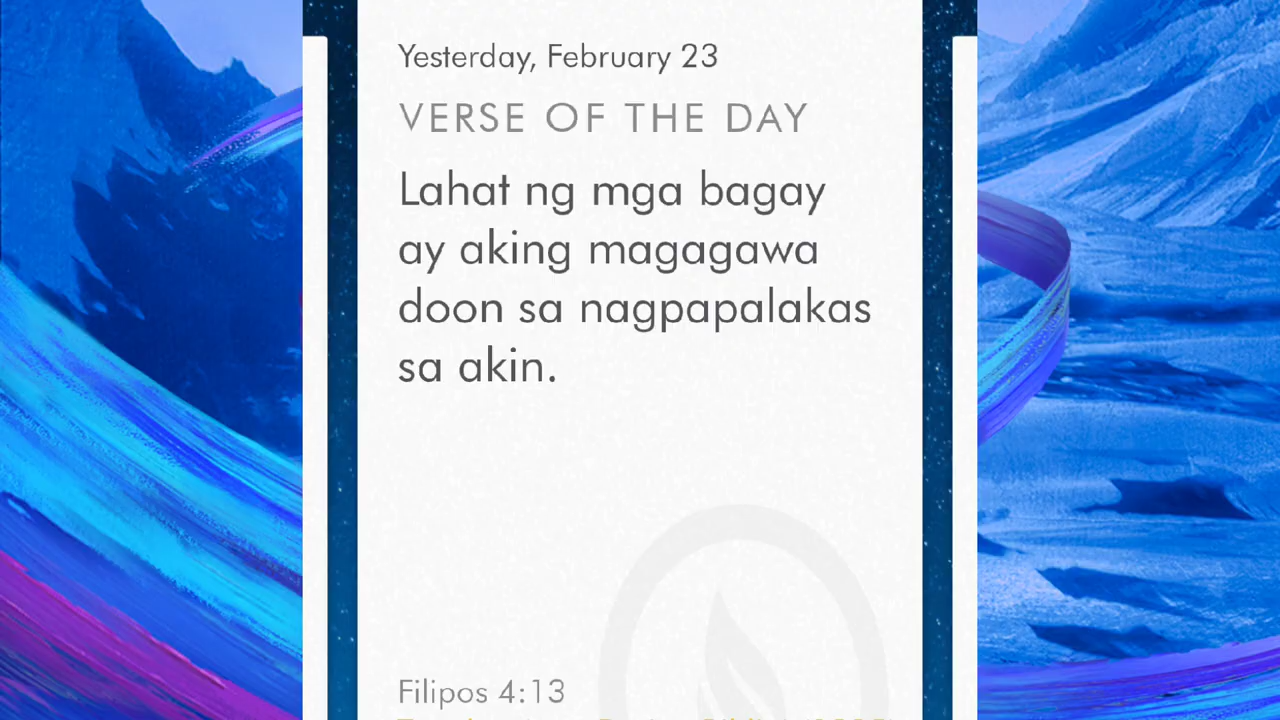 Yesterday, February 23
VERSE OF THE DAY
Lahat ng mga bagay
ay aking magagawa
doon sa nagpapalakas
sa akin.
Filipos 4:13